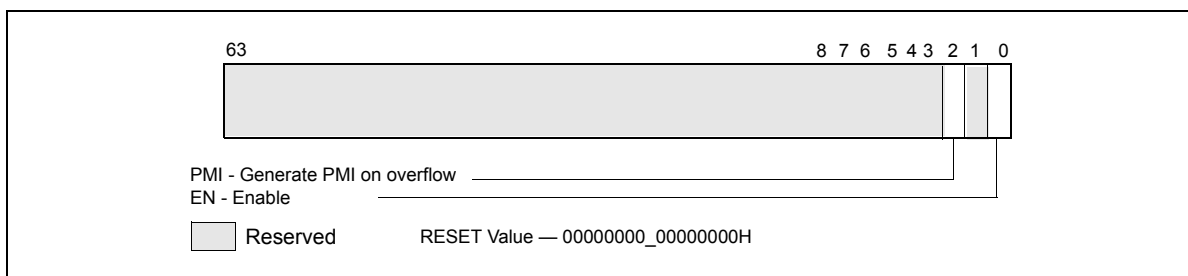 63 8 7 6 5 4 3 2 1 0
PMI - Generate PMI on overflow
EN - Enable
Reserved RESET Value — 00000000_00000000H